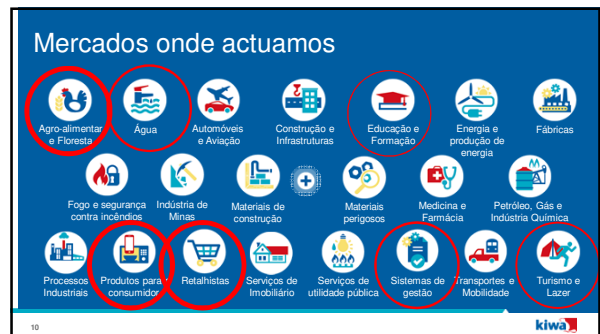 Mercados onde actuamos
Agro-alimentar
e Floresta
Água
Automóveis
e Aviação
Construção e
Infrastruturas
Educação e
Formação
Energia e
produção de
energia
Fábricas
Fogo e segurança
contra incêndios
Indústria de
Minas
Materiais de
construção
Materiais
perigosos
Medicina e
Farmácia
Petróleo, Gás e
Indústria Química
Processos
Industriais
Produtos para
consumidor
Retalhistas
Serviços de
Imobiliário
Serviços de
utilidade pública
Sistemas de
gestão
Transportes e
Mobilidade
Turismo e
Lazer
10
kiwa